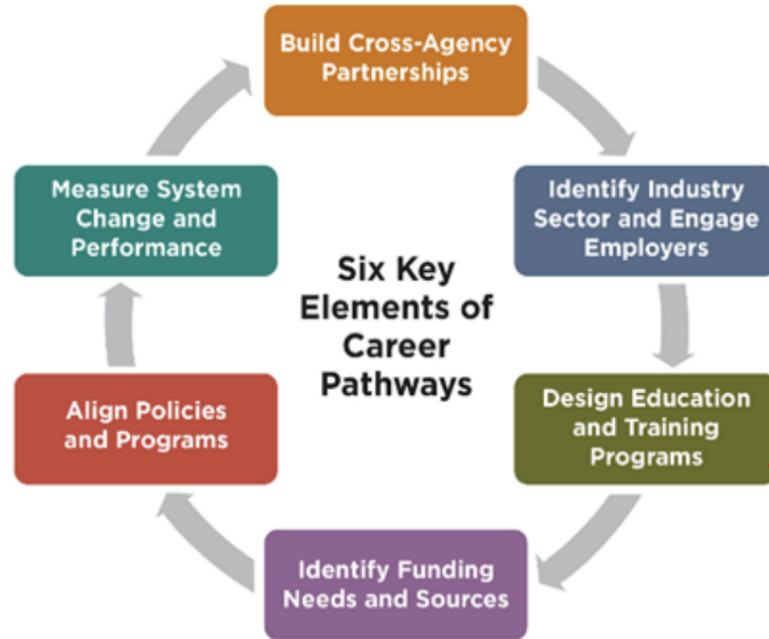 Build Cross-Agency
Partnerships
Identify Industry
Sector and Engage
Employers
Design Education
and Training
Programs
Identify Funding
Needs and Sources
Align Policies
and Programs
Measure System
Change and
Performance
Six Key
Elements of
Career
Pathways